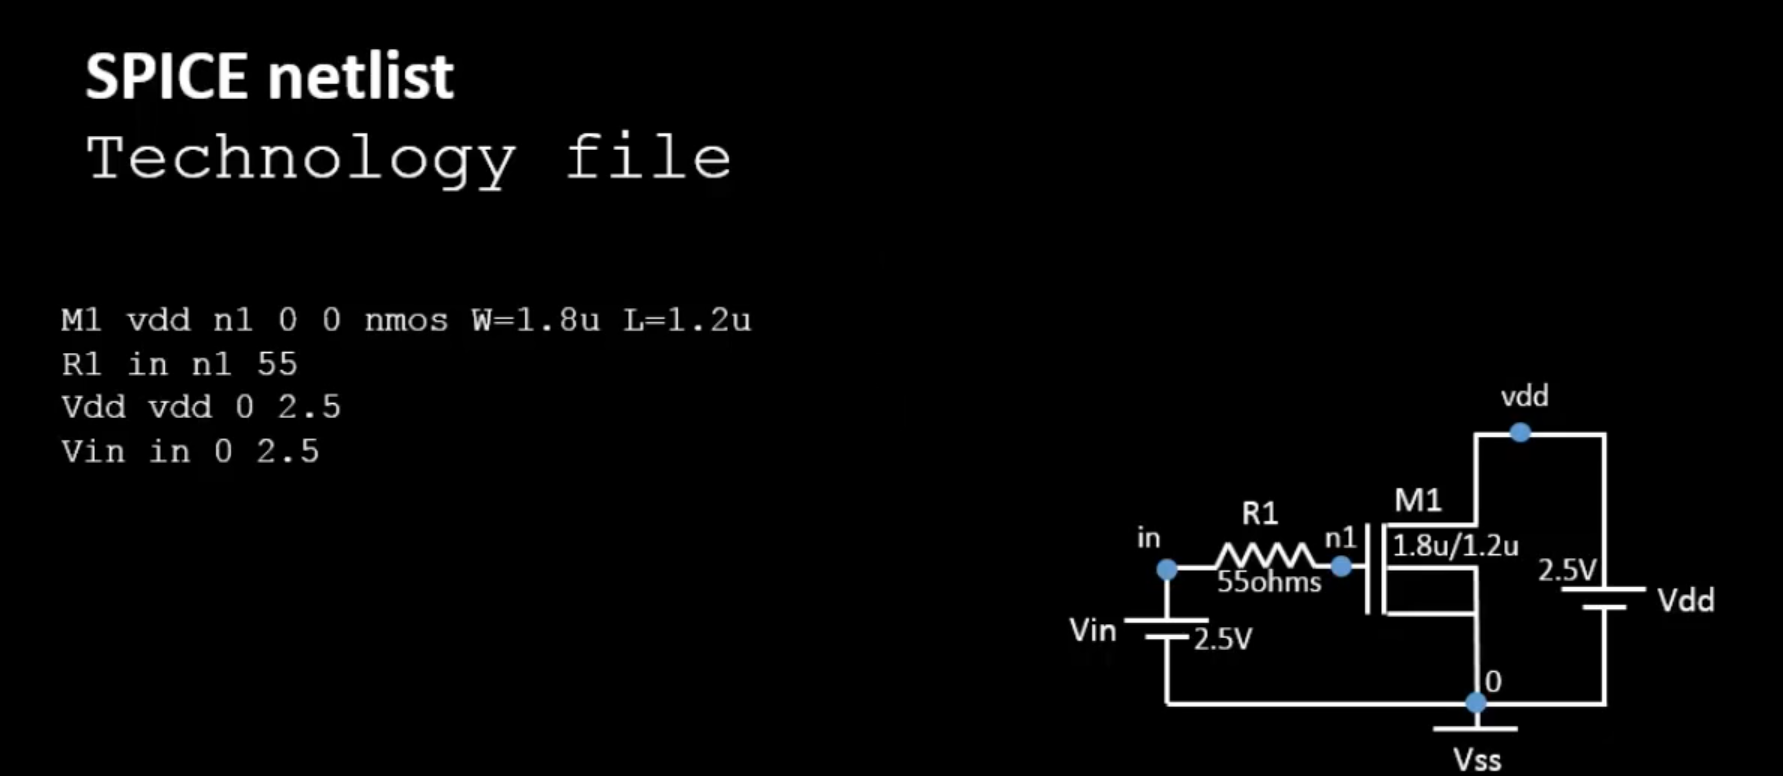 SPICE netlist
Technology file
M1 vdd n1 0 0 nmos W=1.8u L=1.2u
R1 in n1 55
Vdd vdd 0 2.5
Vin in 0 2.5
vdd
M1
R1
in
n1
1.8u/1.2u
55ohms
2.5V
Vdd
Vin
2.5V
0
Vss